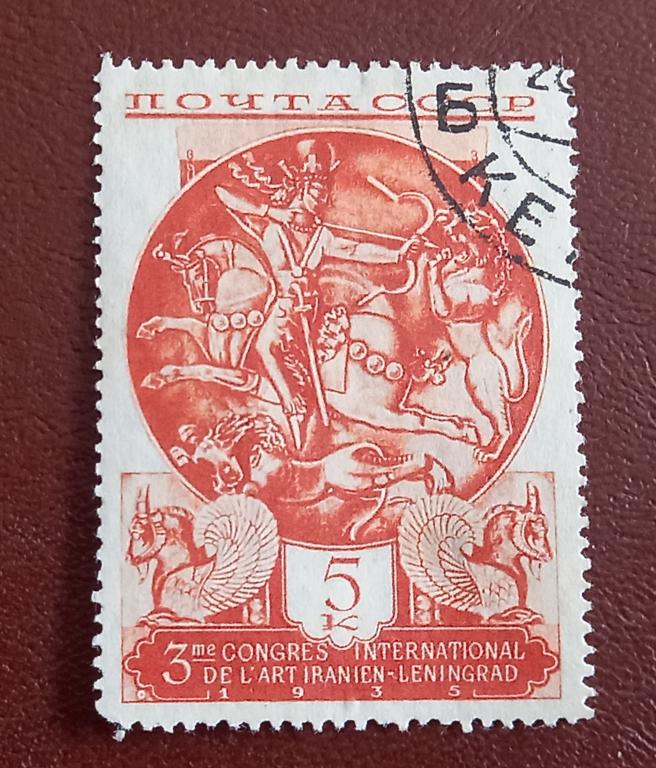 ПОЧТА СССР
Б
КЕ
5
К
3me CONGRES INTERNATIONAL
DE L'ART IRANIEN-LENINGRAD
1935